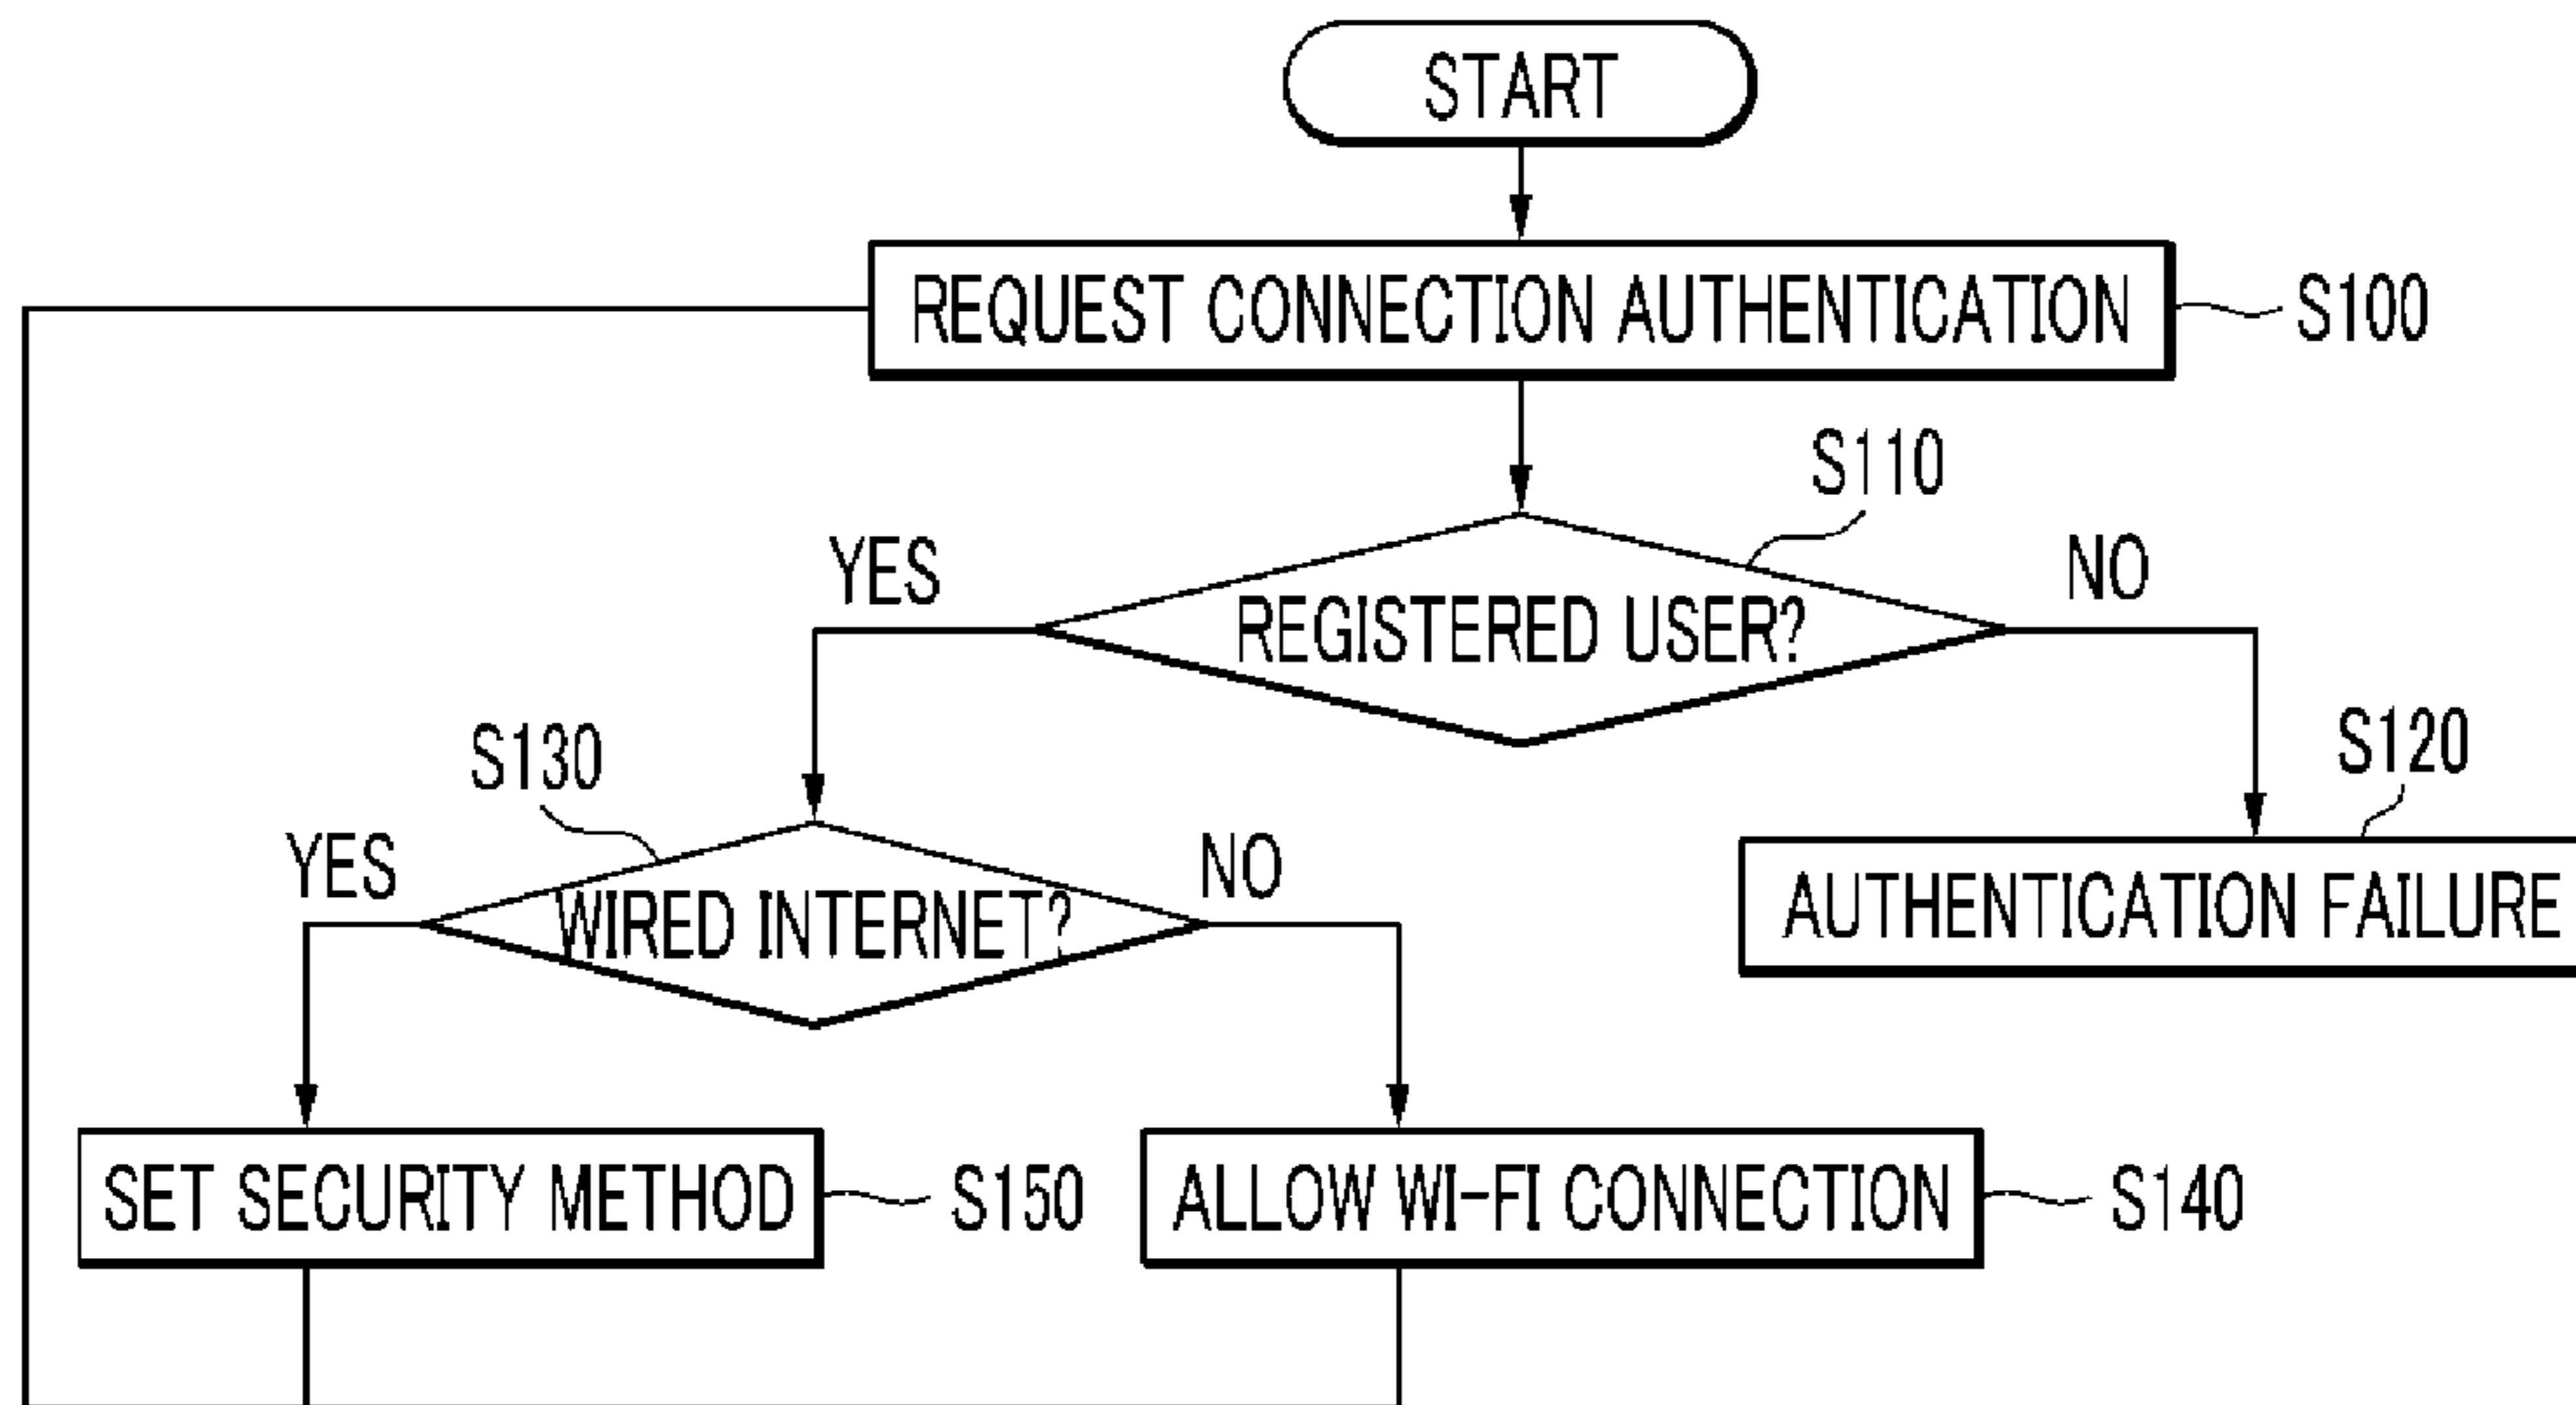 START
REQUEST CONNECTION AUTHENTICATION
S100
S110
YES
NO
REGISTERED USER?
S130
S120
YES
NO
WIRED INTERNET?
AUTHENTICATION FAILURE
SET SECURITY METHOD
S150
ALLOW WI-FI CONNECTION
S140